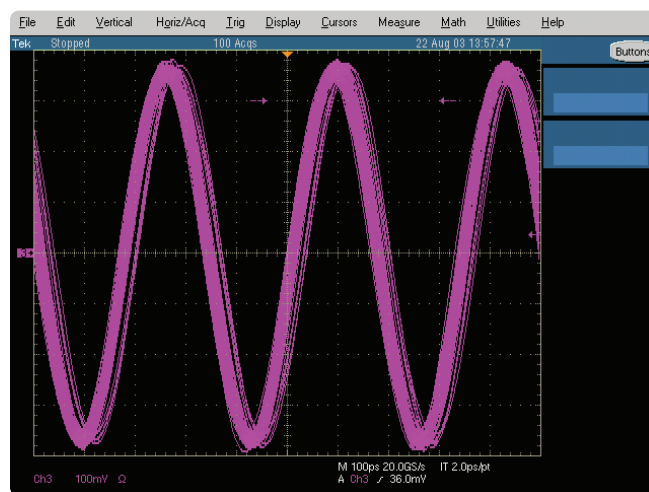 File Edit Vertical Horiz/Acq Trig Display Cursors Measure Math Utilities Help
Tek Stopped 100 Acqs 22 Aug 03 13:57:47
Buttons
3
M 100ps 20.0GS/s IT 2.0ps/pt
Ch3 100mV Ω A Ch3 ∕ 36.0mV